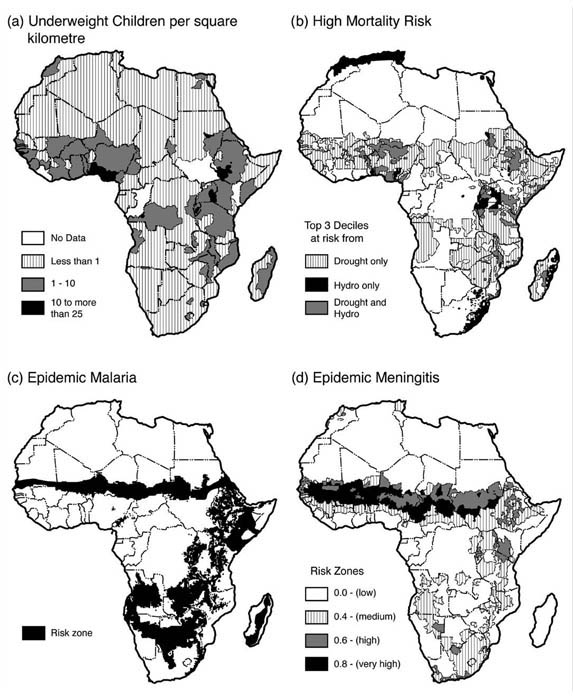 (a) Underweight Children per square
kilometre
No Data
Less than 1
1 - 10
10 to more
than 25
(b) High Mortality Risk
Top 3 Deciles
at risk from
Drought only
Hydro only
Drought and
Hydro
(c) Epidemic Malaria
Risk zone
(d) Epidemic Meningitis
Risk Zones
0.0 - (low)
0.4 - (medium)
0.6 - (high)
0.8 - (very high)